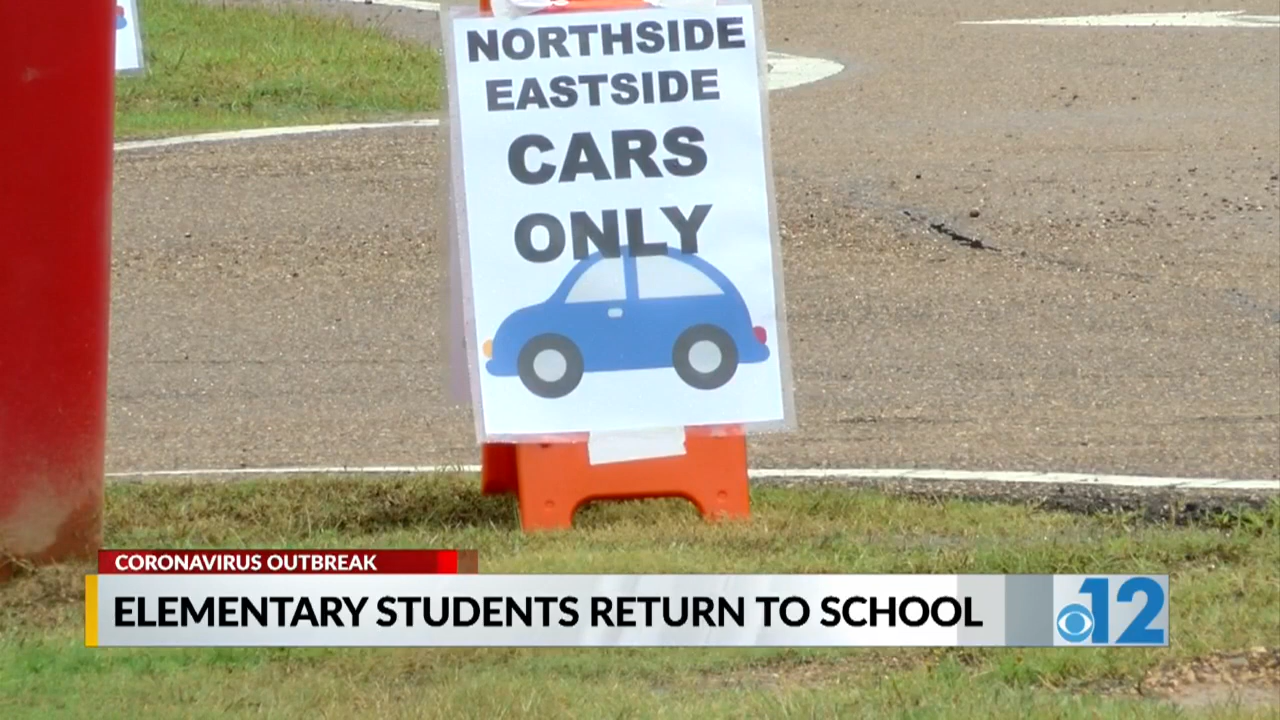 NORTHSIDE
EASTSIDE
CARS
ONLY
CORONAVIRUS OUTBREAK
ELEMENTARY STUDENTS RETURN TO SCHOOL
12